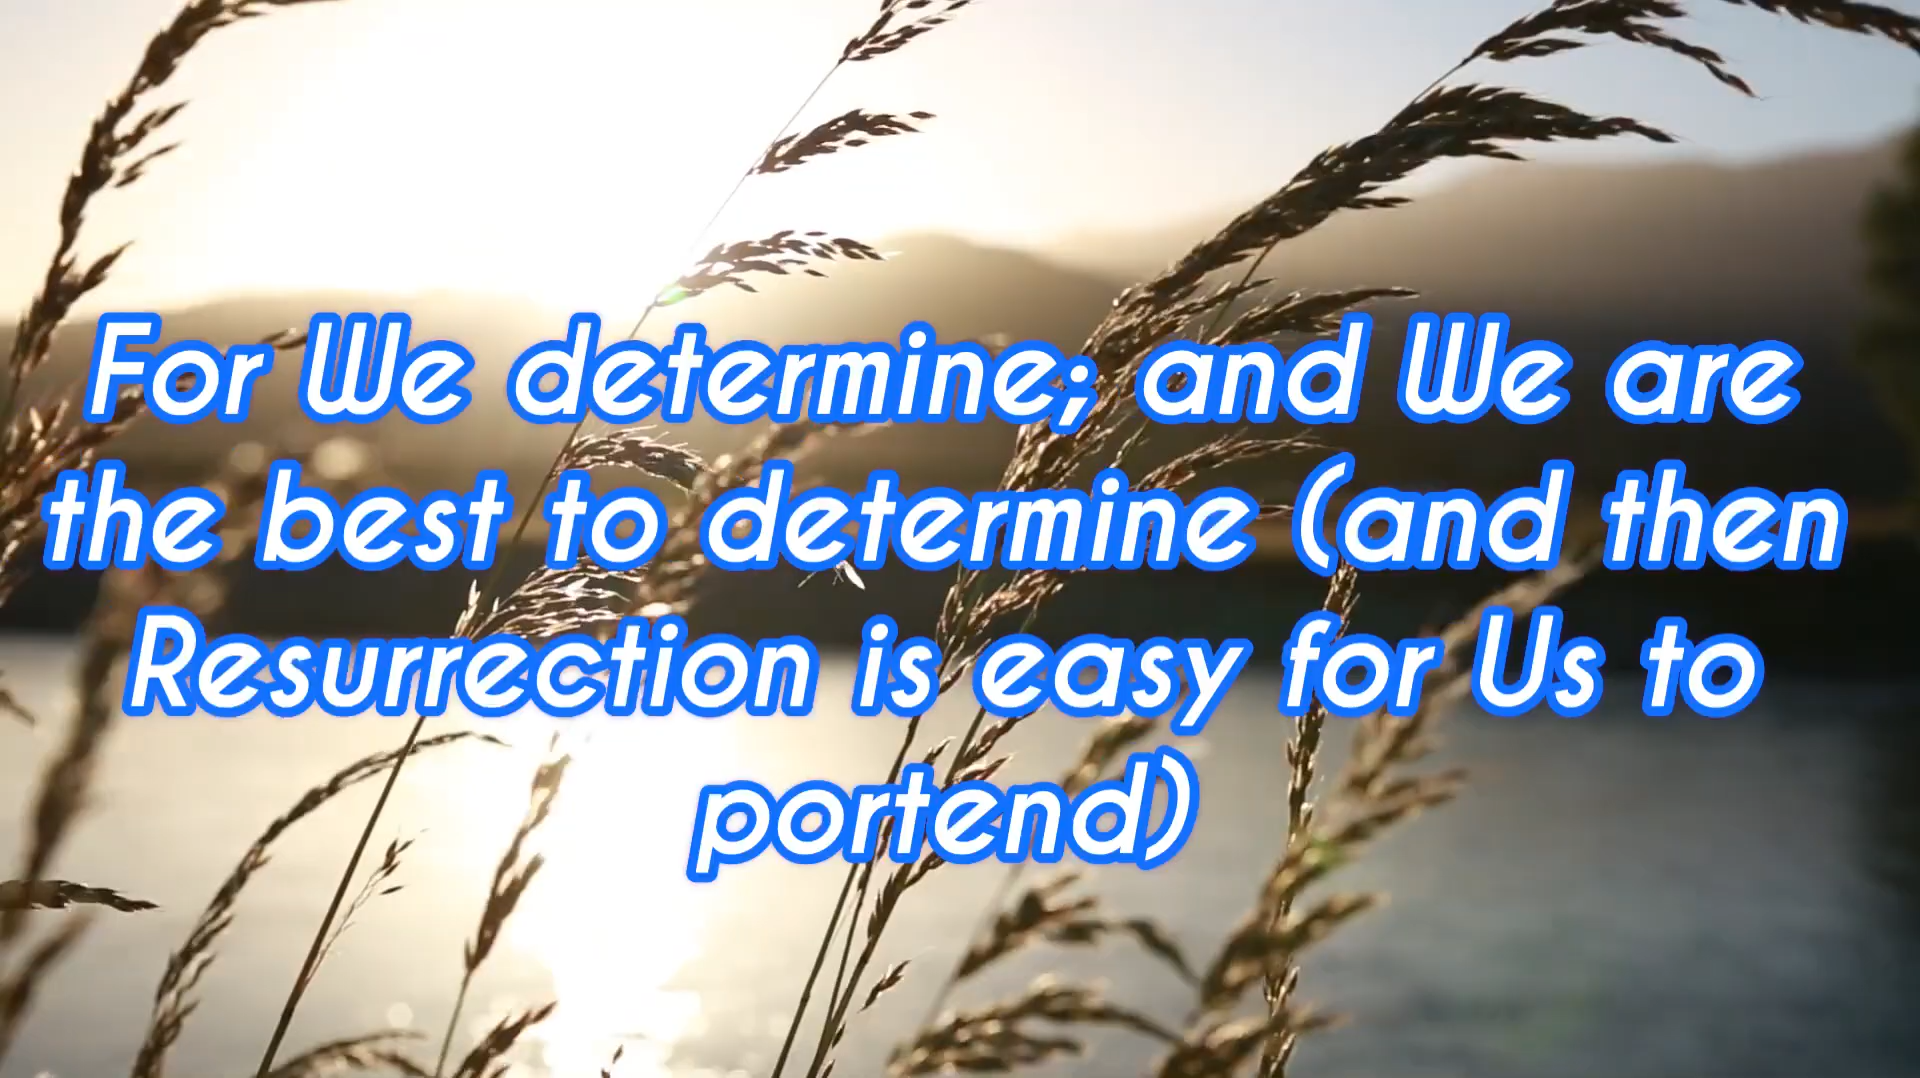 For We determine; and We are
the best to determine (and then
Resurrection is easy for Us to
portend)